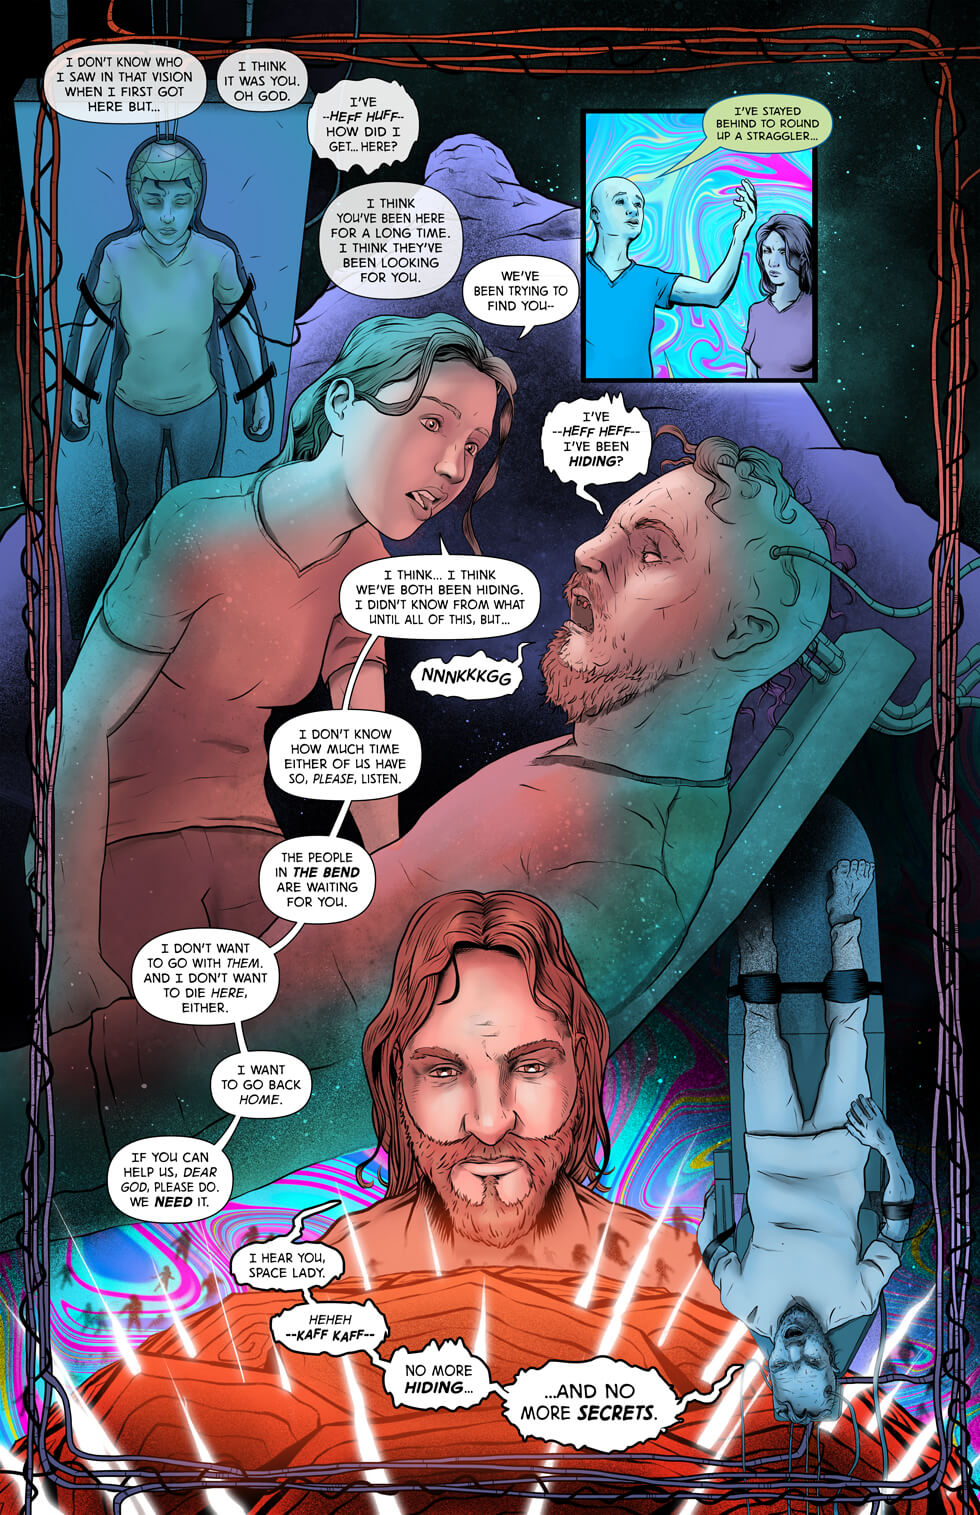 I DON'T KNOW WHO
I SAW IN THAT VISION
WHEN I FIRST GOT
HERE BUT...
I THINK
IT WAS YOU.
OH GOD.
I'VE
--HEFF HUFF--
HOW DID I
GET... HERE?
I THINK
YOU'VE BEEN HERE
FOR A LONG TIME.
I THINK THEY'VE
BEEN LOOKING
FOR YOU.
WE'VE
BEEN TRYING TO
FIND YOU--
I'VE STAYED
BEHIND TO ROUND
UP A STRAGGLER...
I'VE
--HEFF HEFF--
I'VE BEEN
HIDING?
I THINK... I THINK
WE'VE BOTH BEEN HIDING.
I DIDN'T KNOW FROM WHAT
UNTIL ALL OF THIS, BUT...
NNNKKKGG
I DON'T KNOW
HOW MUCH TIME
EITHER OF US HAVE
SO, PLEASE, LISTEN.
THE PEOPLE
IN THE BEND
ARE WAITING
FOR YOU.
I DON'T WANT
TO GO WITH THEM.
AND I DON'T WANT
TO DIE HERE,
EITHER.
I WANT
TO GO BACK
HOME.
IF YOU CAN
HELP US, DEAR
GOD, PLEASE DO.
WE NEED IT.
I HEAR YOU,
SPACE LADY.
HEHEH
--KAFF KAFF--
NO MORE
HIDING...
...AND NO
MORE SECRETS.